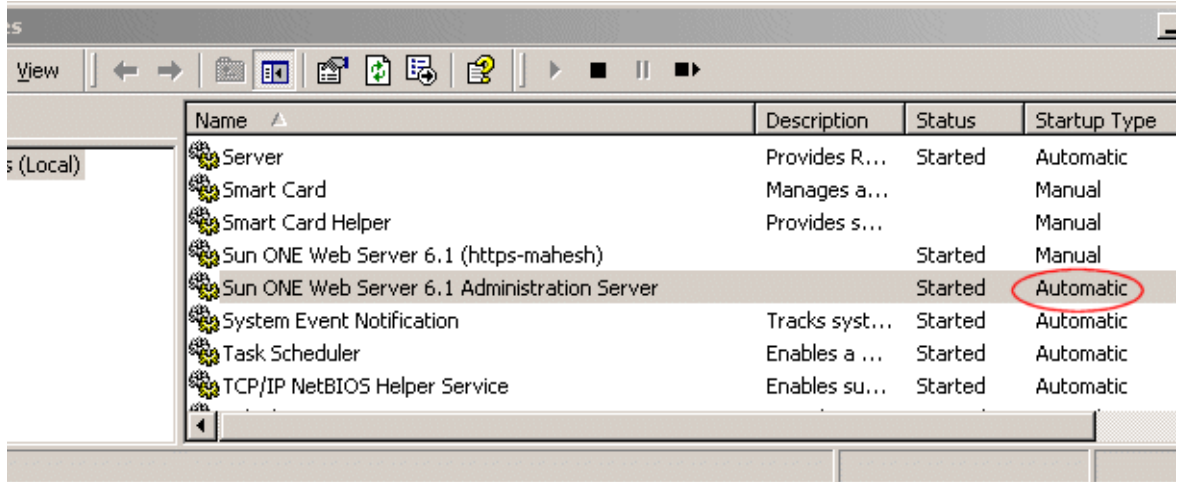 es
View
s (Local)
Name Description Status Startup Type
Server Provides R... Started Automatic
Smart Card Manages a... Manual
Smart Card Helper Provides s... Manual
Sun ONE Web Server 6.1 (https-mahesh) Started Manual
Sun ONE Web Server 6.1 Administration Server Started Automatic
System Event Notification Tracks syst... Started Automatic
Task Scheduler Enables a ... Started Automatic
TCP/IP NetBIOS Helper Service Enables su... Started Automatic